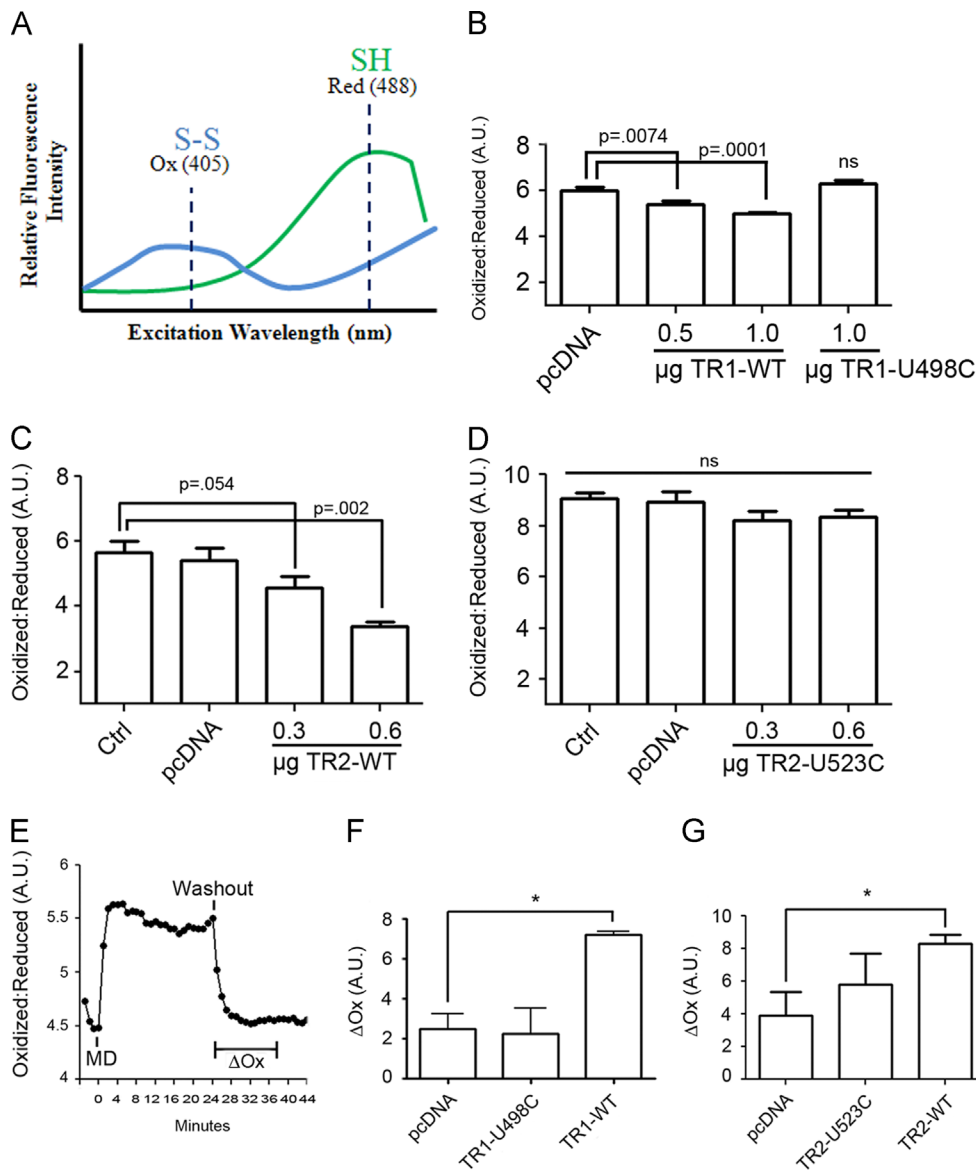 A
Relative Fluorescence
Intensity
S-S
Ox (405)
SH
Red (488)
Excitation Wavelength (nm)
B
Oxidized:Reduced (A.U.)
8
6
4
2
p=.0074
p=.0001
ns
pcDNA
0.5
1.0
1.0
µg TR1-WT
µg TR1-U498C
C
Oxidized:Reduced (A.U.)
8
6
4
2
p=.054
p=.002
Ctrl
pcDNA
0.3
0.6
µg TR2-WT
D
Oxidized:Reduced (A.U.)
10
8
6
4
2
ns
Ctrl
pcDNA
0.3
0.6
µg TR2-U523C
E
Oxidized:Reduced (A.U.)
6
5.5
5
4.5
4
Washout
MD
ΔOx
0 4 8 12 16 20 24 28 32 36 40 44
Minutes
F
ΔOx (A.U.)
8
6
4
2
0
*
pcDNA
TR1-U498C
TR1-WT
G
ΔOx (A.U.)
10
8
6
4
2
0
*
pcDNA
TR2-U523C
TR2-WT